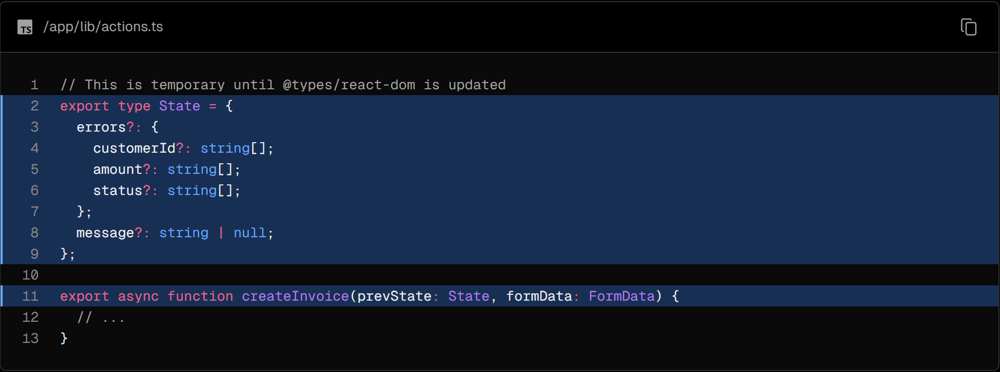 TS /app/lib/actions.ts
1 // This is temporary until @types/react-dom is updated
2 export type State = {
3   errors?: {
4     customerId?: string[];
5     amount?: string[];
6     status?: string[];
7   };
8   message?: string | null;
9 };
10
11 export async function createInvoice(prevState: State, formData: FormData) {
12   // ...
13 }